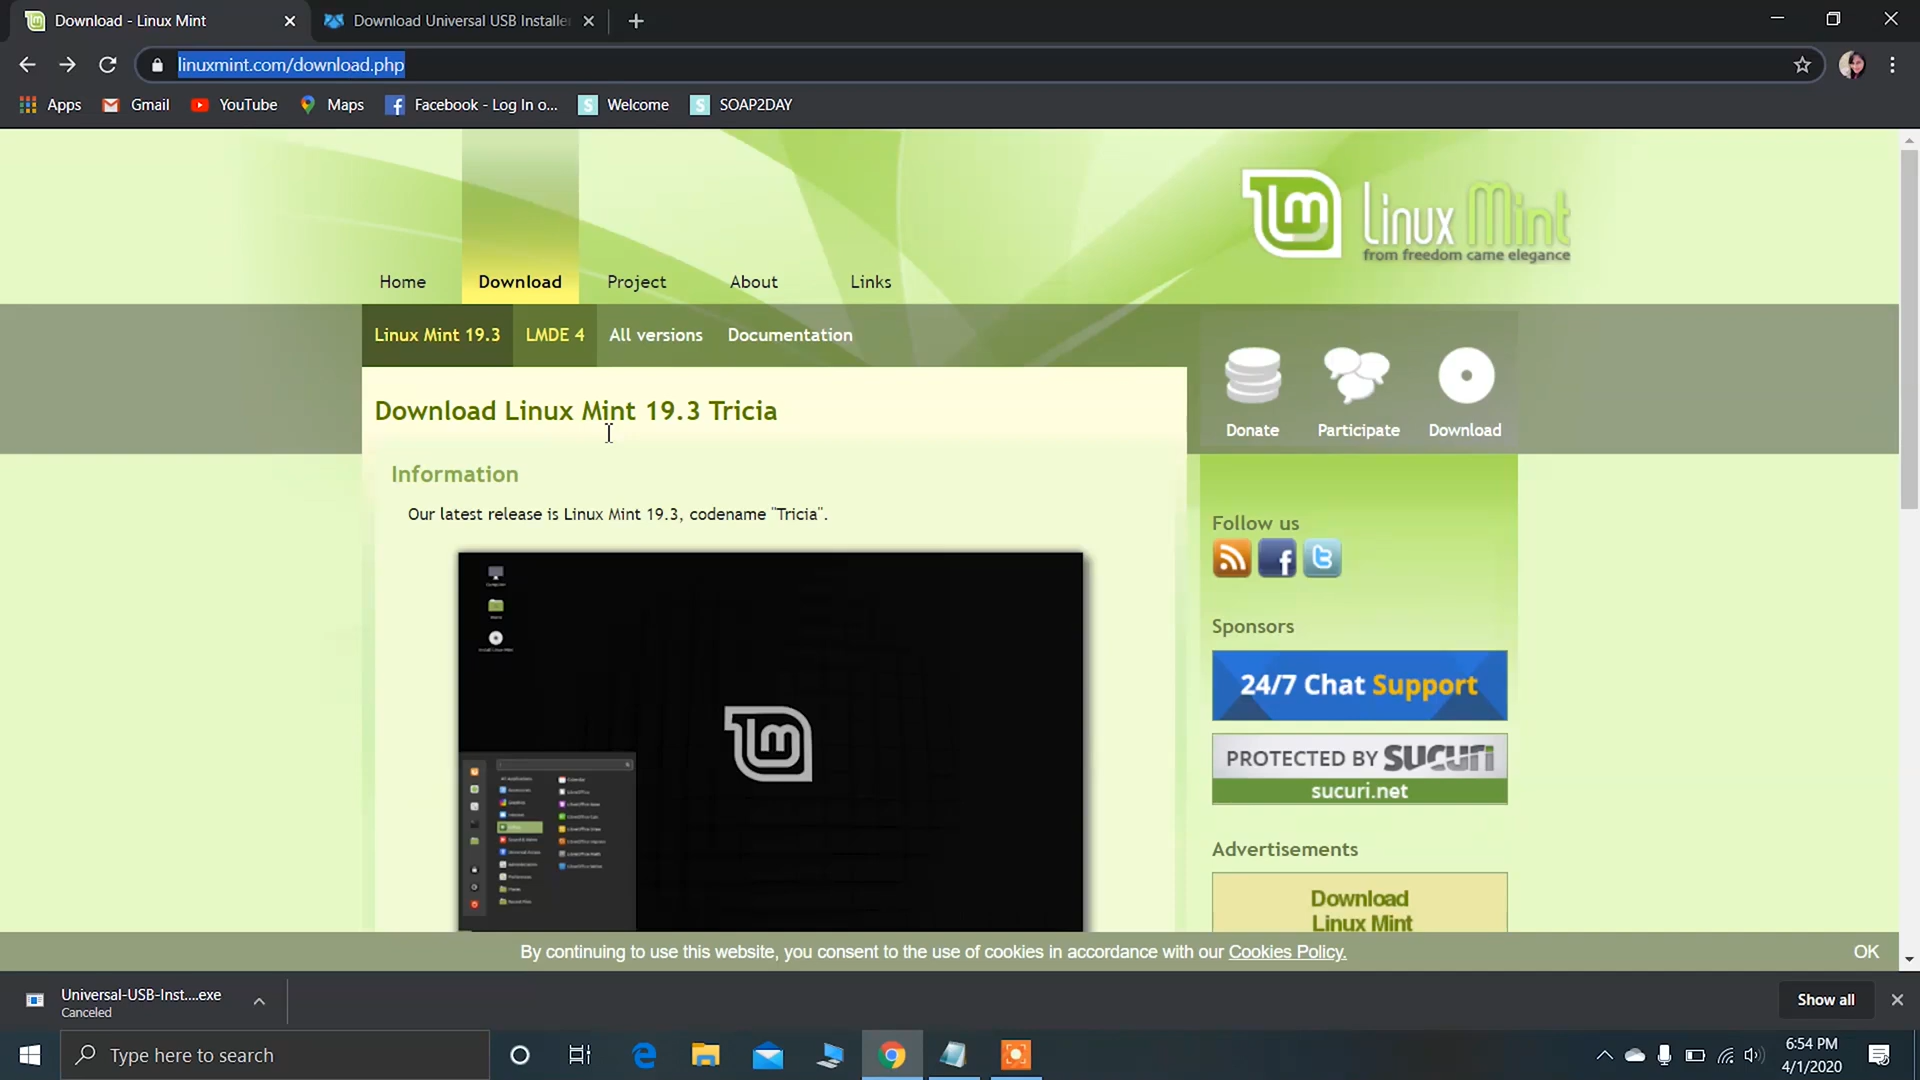 Download - Linux Mint
Download Universal USB Installe
linuxmint.com/download.php
Apps
Gmail
YouTube
Maps
Facebook - Log In o...
S Welcome
S SOAP2DAY
Linux Mint
from freedom came elegance
Home
Download
Project
About
Links
Linux Mint 19.3
LMDE 4
All versions
Documentation
Donate
Participate
Download
Download Linux Mint 19.3 Tricia
Information
Our latest release is Linux Mint 19.3, codename "Tricia".
Follow us
Sponsors
24/7 Chat Support
PROTECTED BY SUCURI
sucuri.net
Advertisements
Download
Linux Mint
By continuing to use this website, you consent to the use of cookies in accordance with our Cookies Policy.
OK
Universal-USB-Inst....exe
Canceled
Show all
Type here to search
6:54 PM
4/1/2020